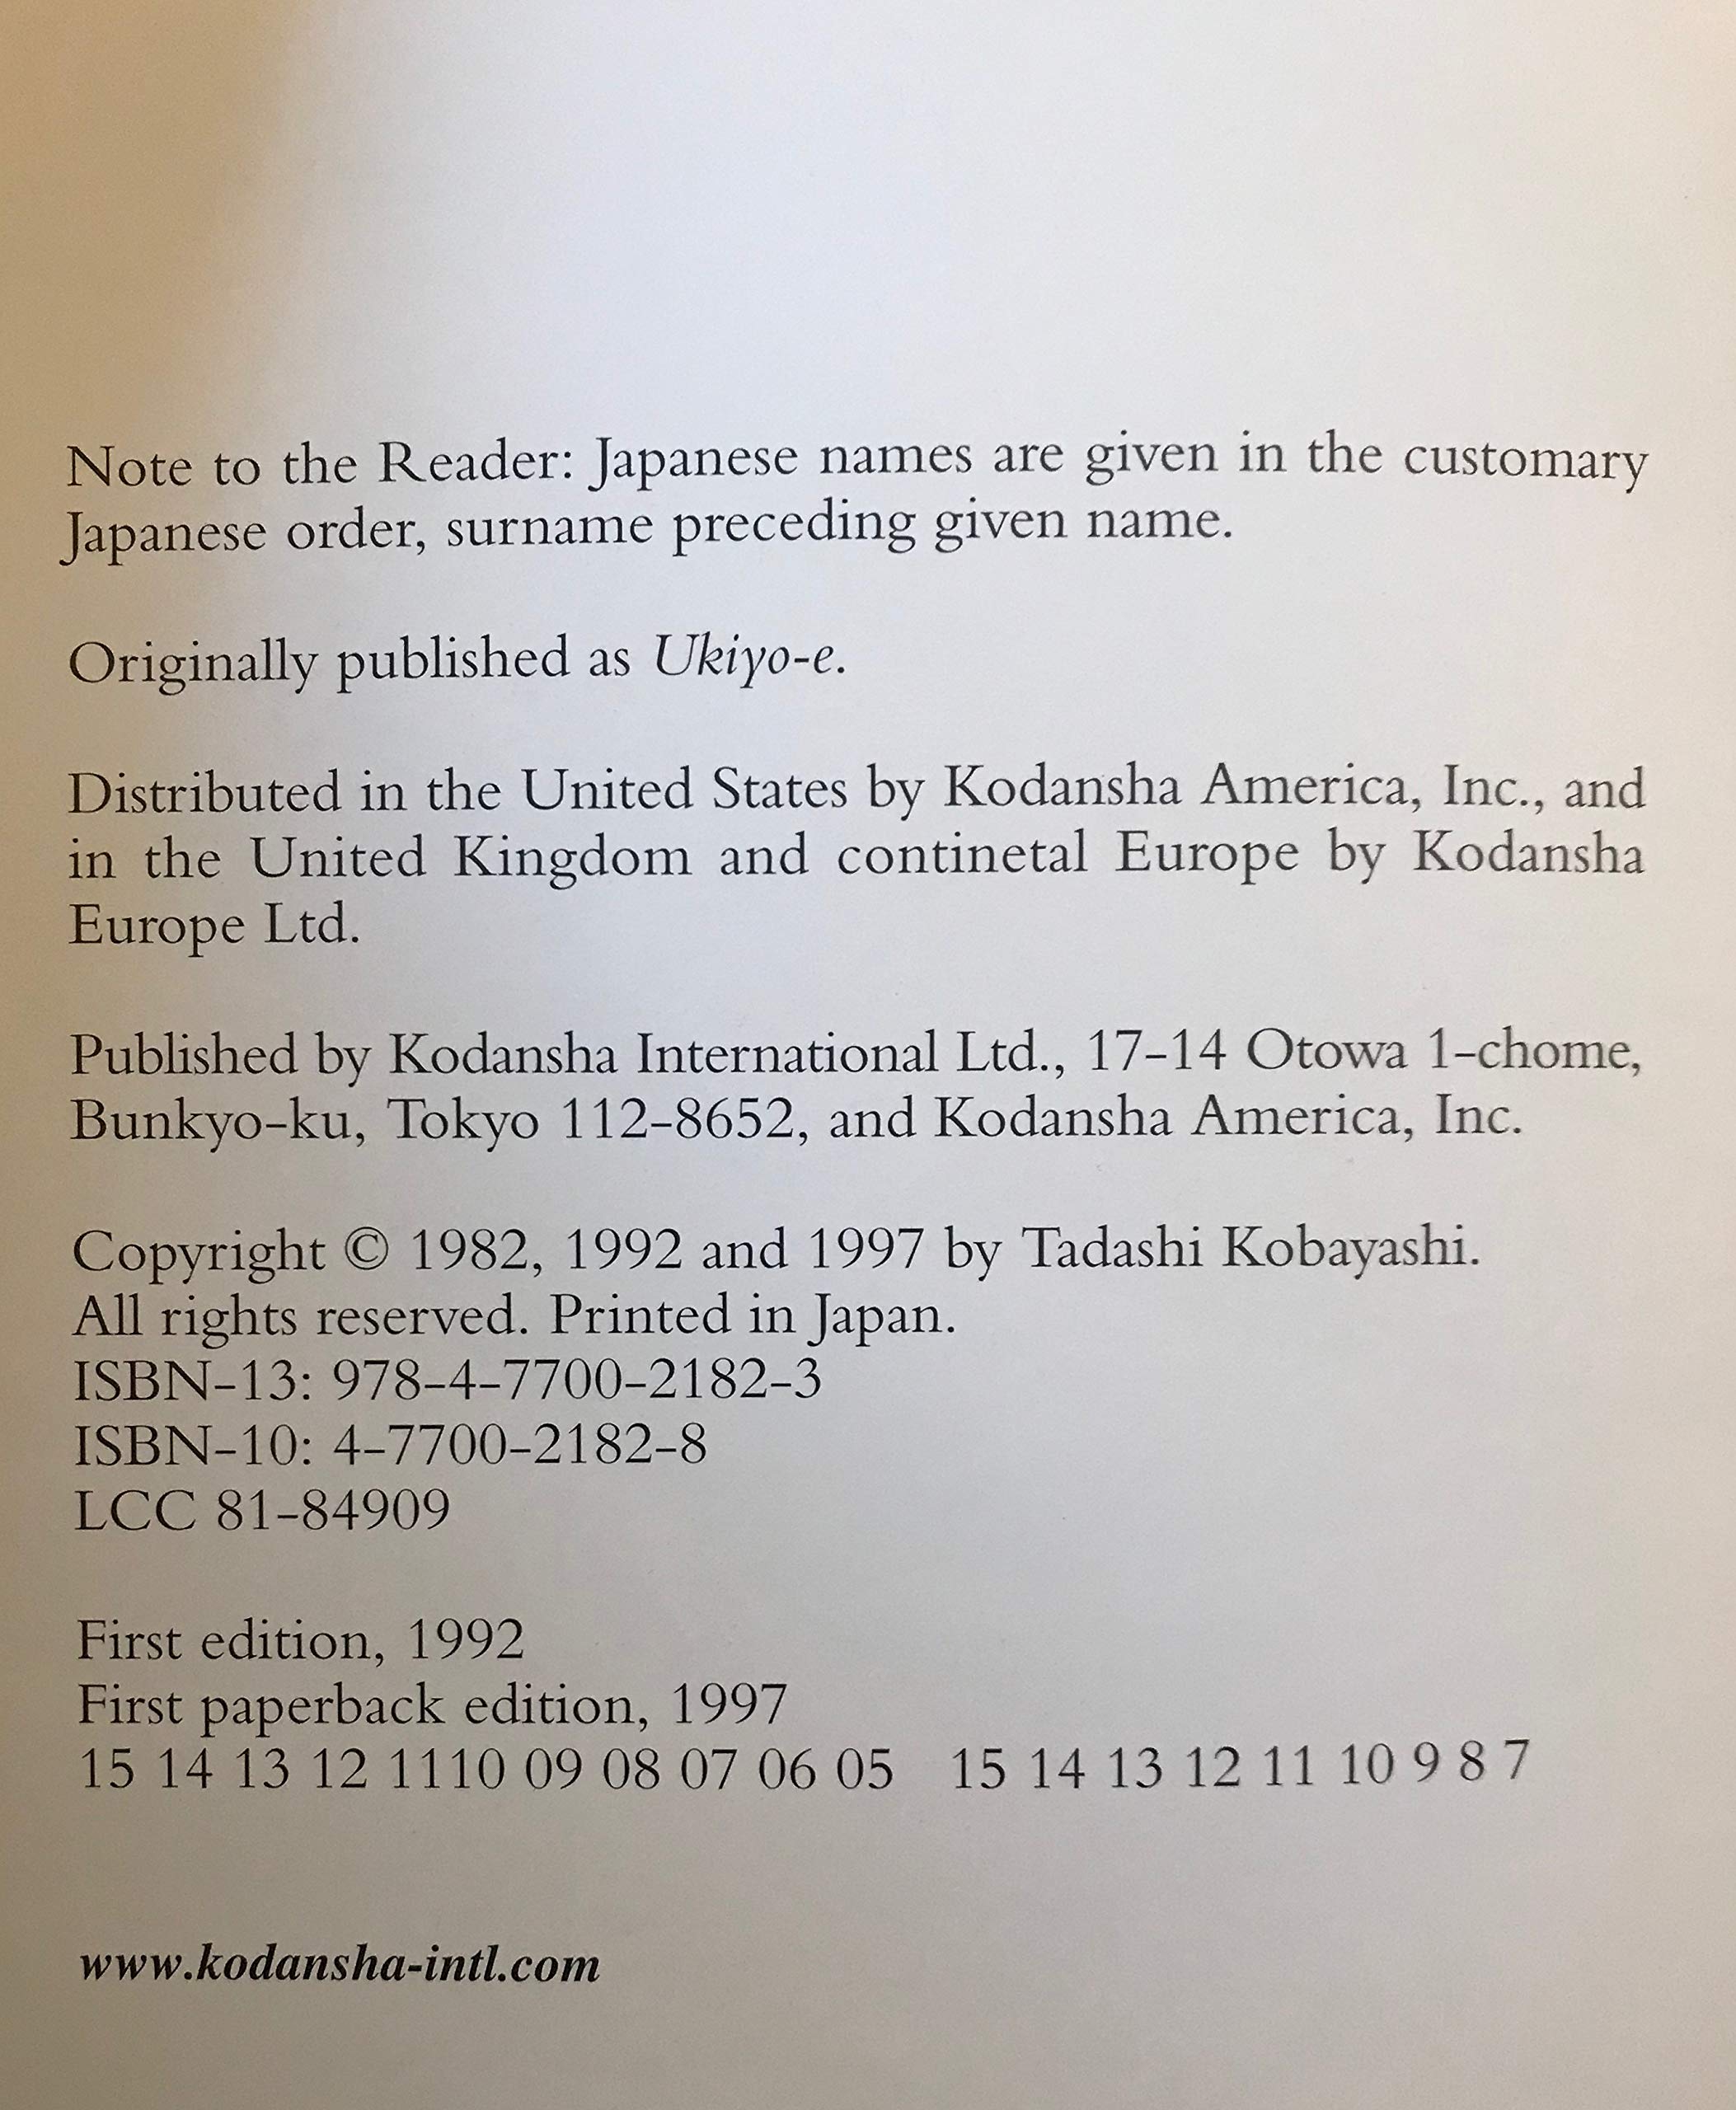 Note to the Reader: Japanese names are given in the customary
Japanese order, surname preceding given name.
Originally published as Ukiyo-e.
Distributed in the United States by Kodansha America, Inc., and
in the United Kingdom and continetal Europe by Kodansha
Europe Ltd.
Published by Kodansha International Ltd., 17–14 Otowa 1–chome,
Bunkyo–ku, Tokyo 112–8652, and Kodansha America, Inc.
Copyright © 1982, 1992 and 1997 by Tadashi Kobayashi.
All rights reserved. Printed in Japan.
ISBN–13: 978–4–7700–2182–3
ISBN–10: 4–7700–2182–8
LCC 81–84909
First edition, 1992
First paperback edition, 1997
15 14 13 12 1110 09 08 07 06 05 15 14 13 12 11 10 9 8 7
www.kodansha-intl.com